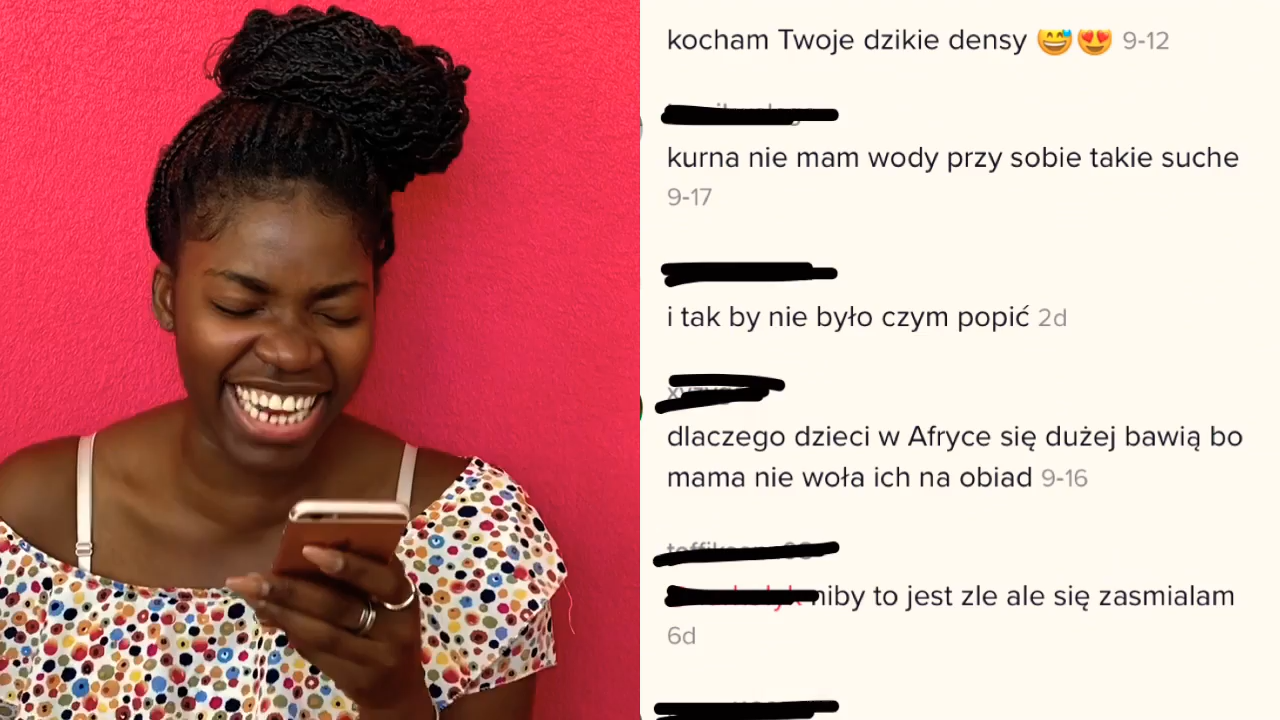 kocham Twoje dzikie densy 😅😍 9-12
kurna nie mam wody przy sobie takie suche
9-17
i tak by nie było czym popić 2d
dlaczego dzieci w Afryce się dużej bawią bo
mama nie woła ich na obiad 9-16
niby to jest zle ale się zasmialam
6d